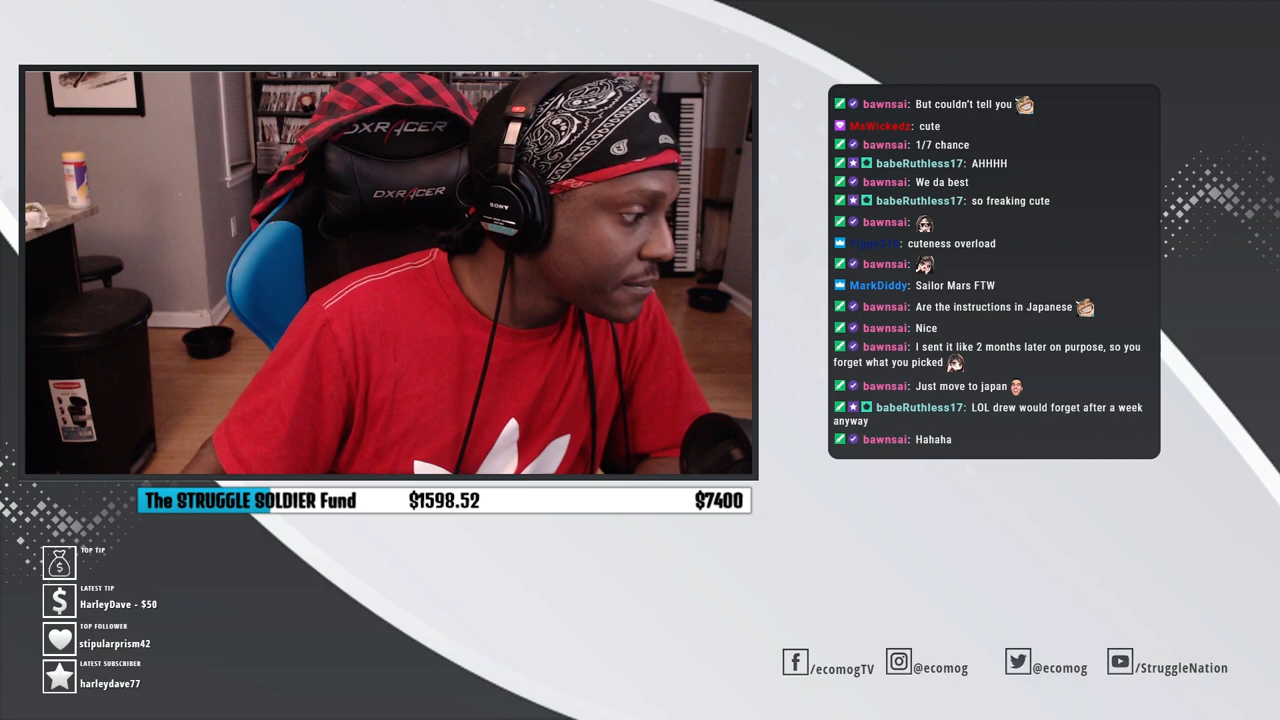 DXRACER
DXRACER
SONY
Rubbermaid
The STRUGGLE SOLDIER Fund $1598.52 $7400
TOP TIP
$
LATEST TIP
$
HarleyDave - $50
TOP FOLLOWER
stipularprism42
LATEST SUBSCRIBER
harleydave77
bawnsai: But couldn't tell you
MsWickedz: cute
bawnsai: 1/7 chance
babeRuthless17: AHHHH
bawnsai: We da best
babeRuthless17: so freaking cute
bawnsai:
: cuteness overload
bawnsai:
MarkDiddy: Sailor Mars FTW
bawnsai: Are the instructions in Japanese
bawnsai: Nice
bawnsai: I sent it like 2 months later on purpose, so you
forget what you picked
bawnsai: Just move to japan
babeRuthless17: LOL drew would forget after a week
anyway
bawnsai: Hahaha
f /ecomogTV @ecomog @ecomog /StruggleNation